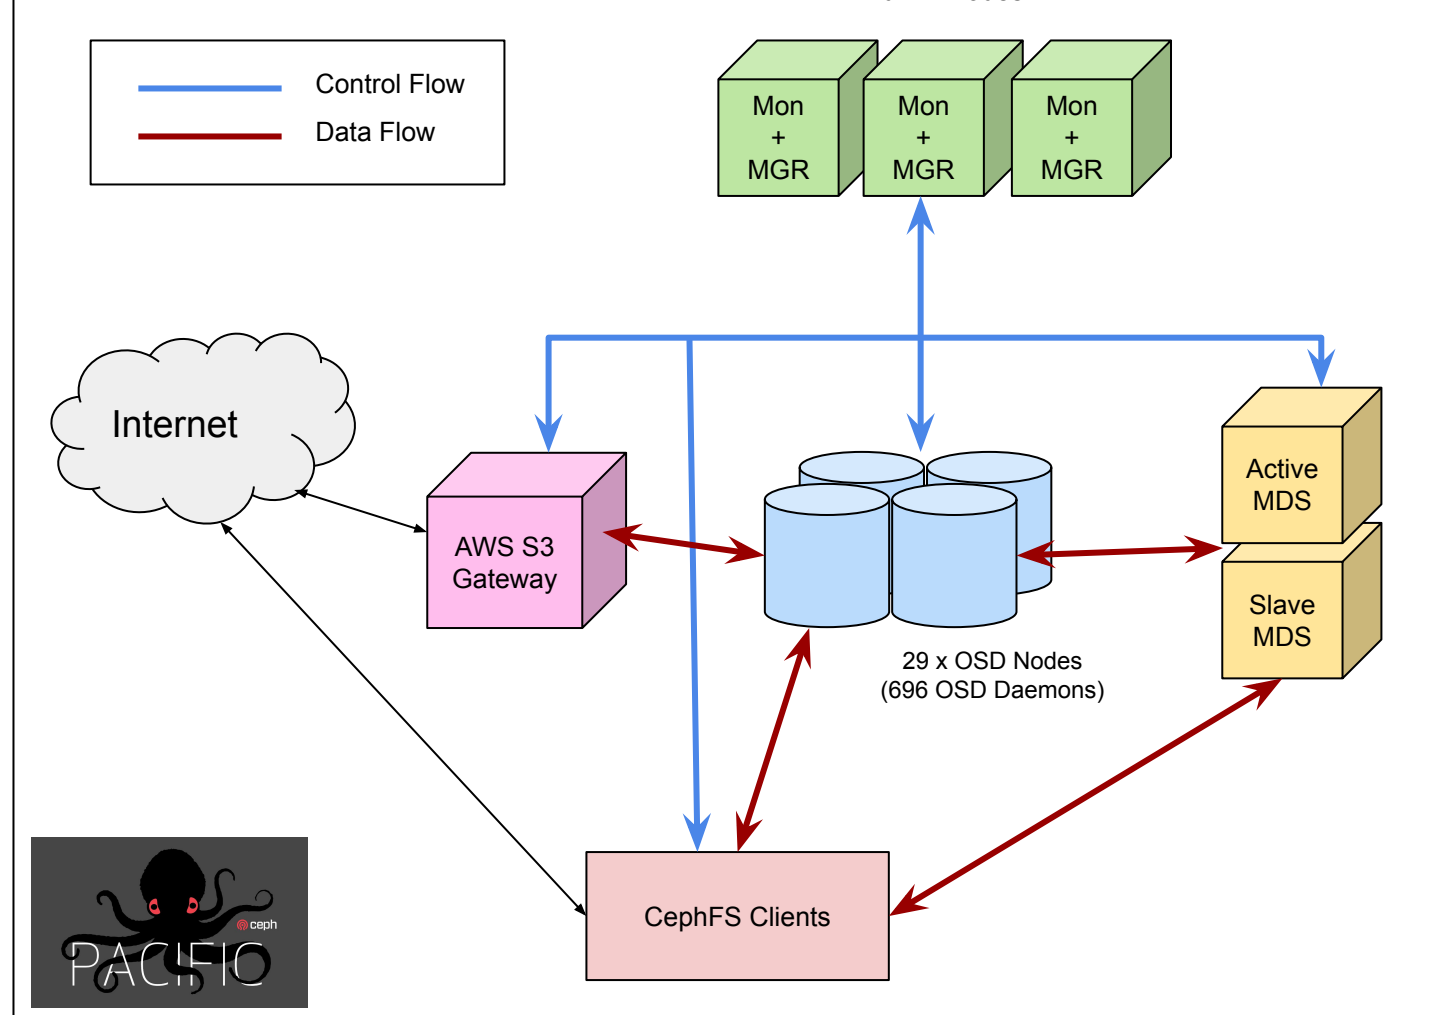 Control Flow
Data Flow
Mon
+
MGR
Mon
+
MGR
Mon
+
MGR
Internet
AWS S3
Gateway
Active
MDS
Slave
MDS
29 x OSD Nodes
(696 OSD Daemons)
CephFS Clients
ceph
PACIFIC